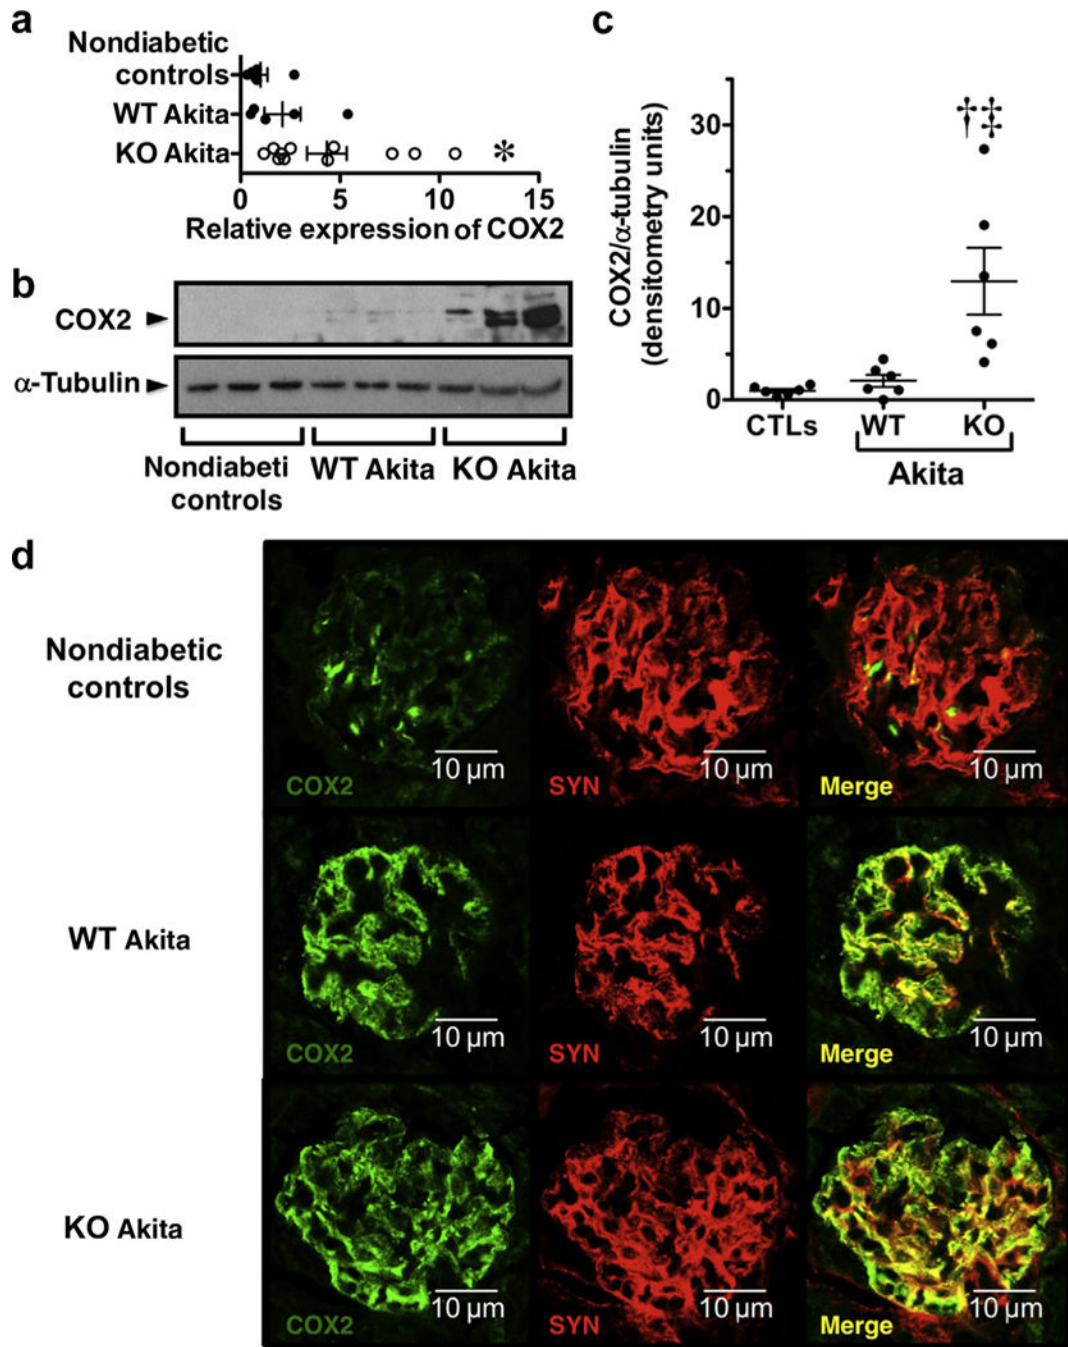 a
Nondiabetic
controls
WT Akita
KO Akita
*
0 5 10 15
Relative expression of COX2
b
COX2
α-Tubulin
Nondiabeti
controls
WT Akita
KO Akita
c
COX2/α-tubulin
(densitometry units)
30
20
10
0
†‡
CTLs WT KO
Akita
d
Nondiabetic
controls
COX2 10 µm
SYN 10 µm
Merge 10 µm
WT Akita
COX2 10 µm
SYN 10 µm
Merge 10 µm
KO Akita
COX2 10 µm
SYN 10 µm
Merge 10 µm